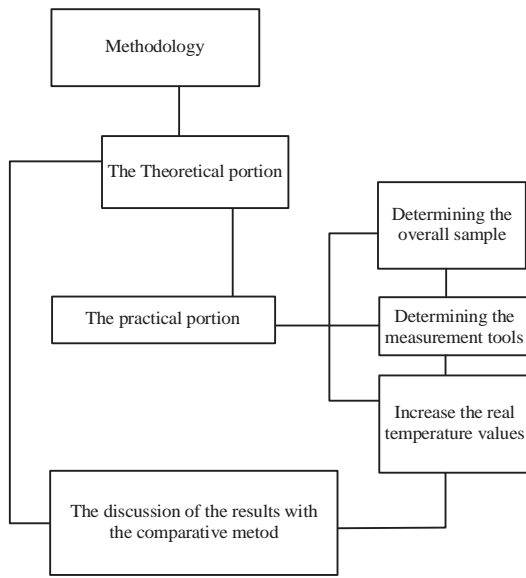 Methodology
The Theoretical portion
Determining the
overall sample
The practical portion
Determining the
measurement tools
Increase the real
temperature values
The discussion of the results with
the comparative metod